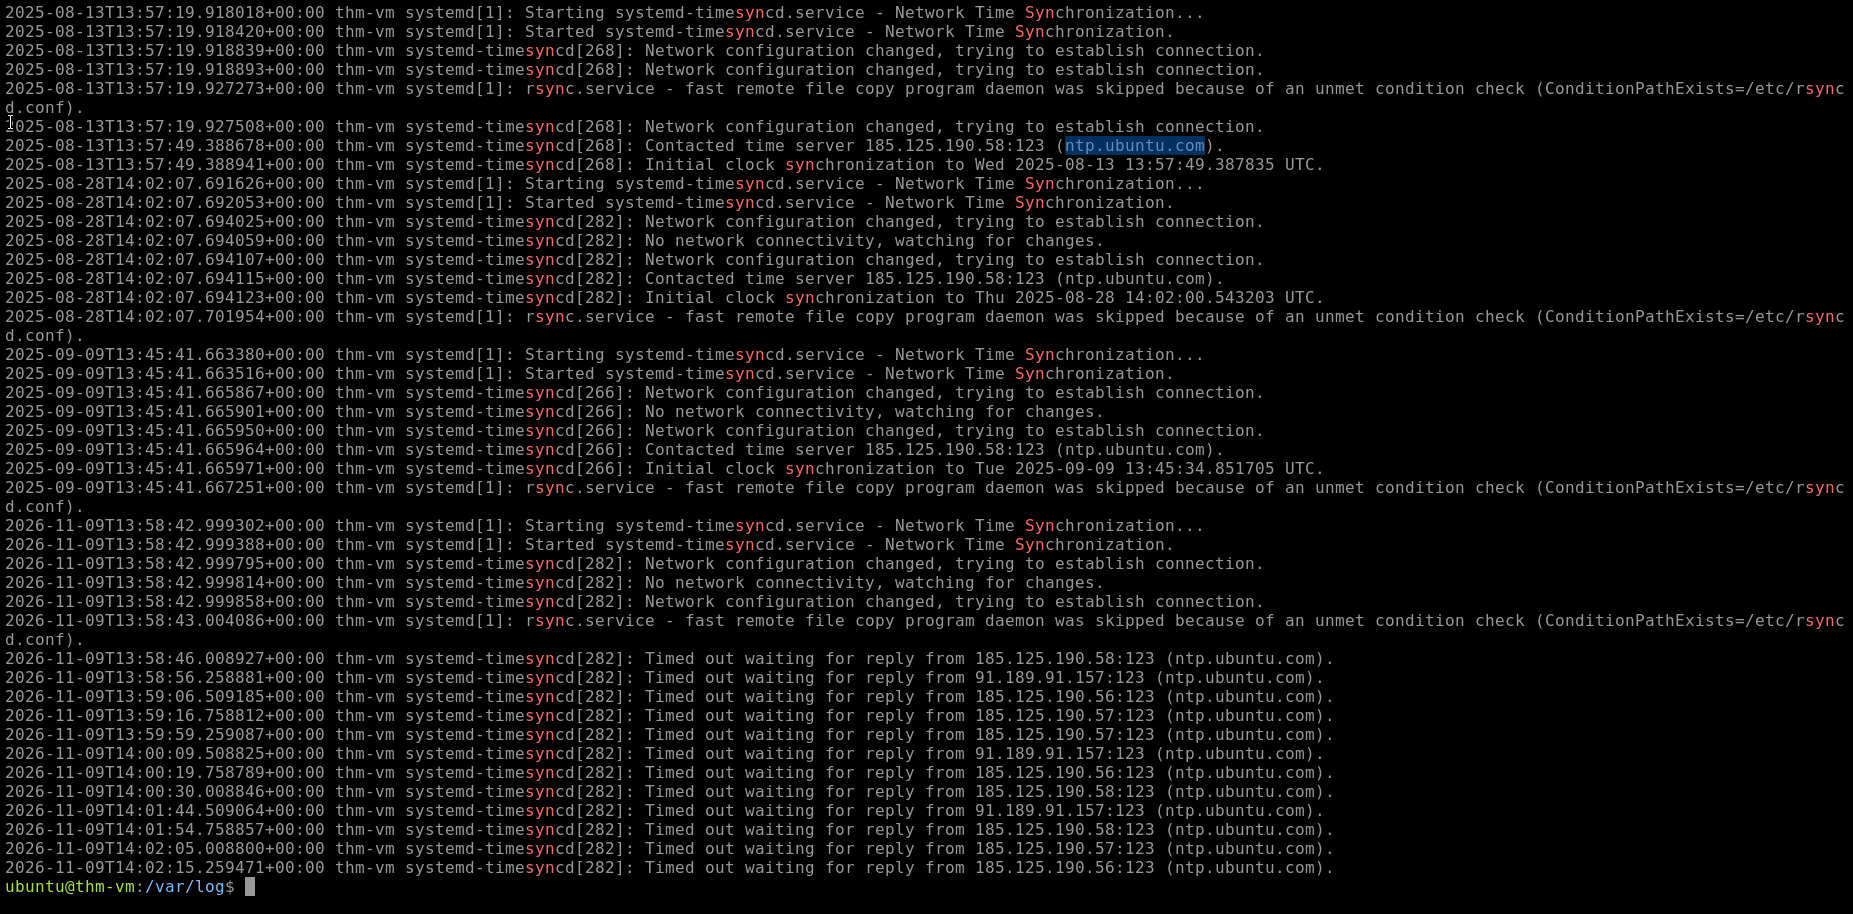 2025-08-13T13:57:19.918018+00:00 thm-vm systemd[1]: Starting systemd-timesyncd.service - Network Time Synchronization...
2025-08-13T13:57:19.918420+00:00 thm-vm systemd[1]: Started systemd-timesyncd.service - Network Time Synchronization.
2025-08-13T13:57:19.918839+00:00 thm-vm systemd-timesyncd[268]: Network configuration changed, trying to establish connection.
2025-08-13T13:57:19.918893+00:00 thm-vm systemd-timesyncd[268]: Network configuration changed, trying to establish connection.
2025-08-13T13:57:19.927273+00:00 thm-vm systemd[1]: rsync.service - fast remote file copy program daemon was skipped because of an unmet condition check (ConditionPathExists=/etc/rsync
d.conf).
2025-08-13T13:57:19.927508+00:00 thm-vm systemd-timesyncd[268]: Network configuration changed, trying to establish connection.
2025-08-13T13:57:49.388678+00:00 thm-vm systemd-timesyncd[268]: Contacted time server 185.125.190.58:123 (ntp.ubuntu.com).
2025-08-13T13:57:49.388941+00:00 thm-vm systemd-timesyncd[268]: Initial clock synchronization to Wed 2025-08-13 13:57:49.387835 UTC.
2025-08-28T14:02:07.691626+00:00 thm-vm systemd[1]: Starting systemd-timesyncd.service - Network Time Synchronization...
2025-08-28T14:02:07.692053+00:00 thm-vm systemd[1]: Started systemd-timesyncd.service - Network Time Synchronization.
2025-08-28T14:02:07.694025+00:00 thm-vm systemd-timesyncd[282]: Network configuration changed, trying to establish connection.
2025-08-28T14:02:07.694059+00:00 thm-vm systemd-timesyncd[282]: No network connectivity, watching for changes.
2025-08-28T14:02:07.694107+00:00 thm-vm systemd-timesyncd[282]: Network configuration changed, trying to establish connection.
2025-08-28T14:02:07.694115+00:00 thm-vm systemd-timesyncd[282]: Contacted time server 185.125.190.58:123 (ntp.ubuntu.com).
2025-08-28T14:02:07.694123+00:00 thm-vm systemd-timesyncd[282]: Initial clock synchronization to Thu 2025-08-28 14:02:00.543203 UTC.
2025-08-28T14:02:07.701954+00:00 thm-vm systemd[1]: rsync.service - fast remote file copy program daemon was skipped because of an unmet condition check (ConditionPathExists=/etc/rsync
d.conf).
2025-09-09T13:45:41.663380+00:00 thm-vm systemd[1]: Starting systemd-timesyncd.service - Network Time Synchronization...
2025-09-09T13:45:41.663516+00:00 thm-vm systemd[1]: Started systemd-timesyncd.service - Network Time Synchronization.
2025-09-09T13:45:41.665867+00:00 thm-vm systemd-timesyncd[266]: Network configuration changed, trying to establish connection.
2025-09-09T13:45:41.665901+00:00 thm-vm systemd-timesyncd[266]: No network connectivity, watching for changes.
2025-09-09T13:45:41.665950+00:00 thm-vm systemd-timesyncd[266]: Network configuration changed, trying to establish connection.
2025-09-09T13:45:41.665964+00:00 thm-vm systemd-timesyncd[266]: Contacted time server 185.125.190.58:123 (ntp.ubuntu.com).
2025-09-09T13:45:41.665971+00:00 thm-vm systemd-timesyncd[266]: Initial clock synchronization to Tue 2025-09-09 13:45:34.851705 UTC.
2025-09-09T13:45:41.667251+00:00 thm-vm systemd[1]: rsync.service - fast remote file copy program daemon was skipped because of an unmet condition check (ConditionPathExists=/etc/rsync
d.conf).
2026-11-09T13:58:42.999302+00:00 thm-vm systemd[1]: Starting systemd-timesyncd.service - Network Time Synchronization...
2026-11-09T13:58:42.999388+00:00 thm-vm systemd[1]: Started systemd-timesyncd.service - Network Time Synchronization.
2026-11-09T13:58:42.999795+00:00 thm-vm systemd-timesyncd[282]: Network configuration changed, trying to establish connection.
2026-11-09T13:58:42.999814+00:00 thm-vm systemd-timesyncd[282]: No network connectivity, watching for changes.
2026-11-09T13:58:42.999858+00:00 thm-vm systemd-timesyncd[282]: Network configuration changed, trying to establish connection.
2026-11-09T13:58:43.004086+00:00 thm-vm systemd[1]: rsync.service - fast remote file copy program daemon was skipped because of an unmet condition check (ConditionPathExists=/etc/rsync
d.conf).
2026-11-09T13:58:46.008927+00:00 thm-vm systemd-timesyncd[282]: Timed out waiting for reply from 185.125.190.58:123 (ntp.ubuntu.com).
2026-11-09T13:58:56.258881+00:00 thm-vm systemd-timesyncd[282]: Timed out waiting for reply from 91.189.91.157:123 (ntp.ubuntu.com).
2026-11-09T13:59:06.509185+00:00 thm-vm systemd-timesyncd[282]: Timed out waiting for reply from 185.125.190.56:123 (ntp.ubuntu.com).
2026-11-09T13:59:16.758812+00:00 thm-vm systemd-timesyncd[282]: Timed out waiting for reply from 185.125.190.57:123 (ntp.ubuntu.com).
2026-11-09T13:59:59.259087+00:00 thm-vm systemd-timesyncd[282]: Timed out waiting for reply from 185.125.190.57:123 (ntp.ubuntu.com).
2026-11-09T14:00:09.508825+00:00 thm-vm systemd-timesyncd[282]: Timed out waiting for reply from 91.189.91.157:123 (ntp.ubuntu.com).
2026-11-09T14:00:19.758789+00:00 thm-vm systemd-timesyncd[282]: Timed out waiting for reply from 185.125.190.56:123 (ntp.ubuntu.com).
2026-11-09T14:00:30.008846+00:00 thm-vm systemd-timesyncd[282]: Timed out waiting for reply from 185.125.190.58:123 (ntp.ubuntu.com).
2026-11-09T14:01:44.509064+00:00 thm-vm systemd-timesyncd[282]: Timed out waiting for reply from 91.189.91.157:123 (ntp.ubuntu.com).
2026-11-09T14:01:54.758857+00:00 thm-vm systemd-timesyncd[282]: Timed out waiting for reply from 185.125.190.58:123 (ntp.ubuntu.com).
2026-11-09T14:02:05.008800+00:00 thm-vm systemd-timesyncd[282]: Timed out waiting for reply from 185.125.190.57:123 (ntp.ubuntu.com).
2026-11-09T14:02:15.259471+00:00 thm-vm systemd-timesyncd[282]: Timed out waiting for reply from 185.125.190.56:123 (ntp.ubuntu.com).
ubuntu@thm-vm:/var/log$